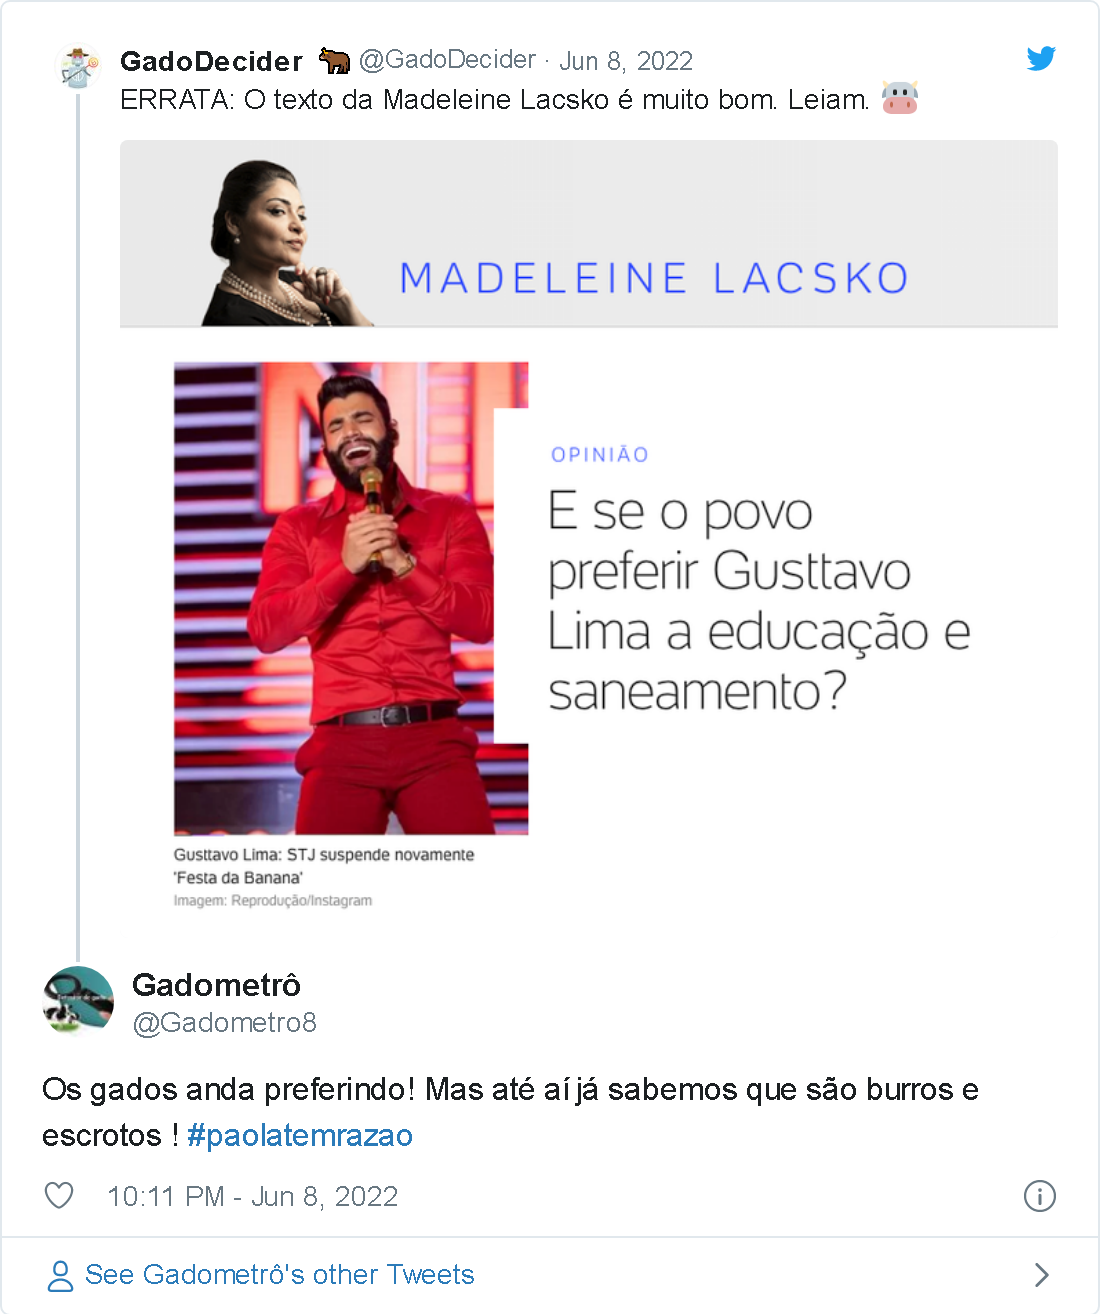 GadoDecider @GadoDecider · Jun 8, 2022
ERRATA: O texto da Madeleine Lacsko é muito bom. Leiam.
MADELEINE LACSKO
OPINIÃO
E se o povo
preferir Gusttavo
Lima a educação e
saneamento?
Gusttavo Lima: STJ suspende novamente
'Festa da Banana'
Imagem: Reprodução/Instagram
Gadometrô
@Gadometro8
Os gados anda preferindo! Mas até aí já sabemos que são burros e
escrotos ! #paolatemrazao
10:11 PM - Jun 8, 2022
See Gadometrô's other Tweets